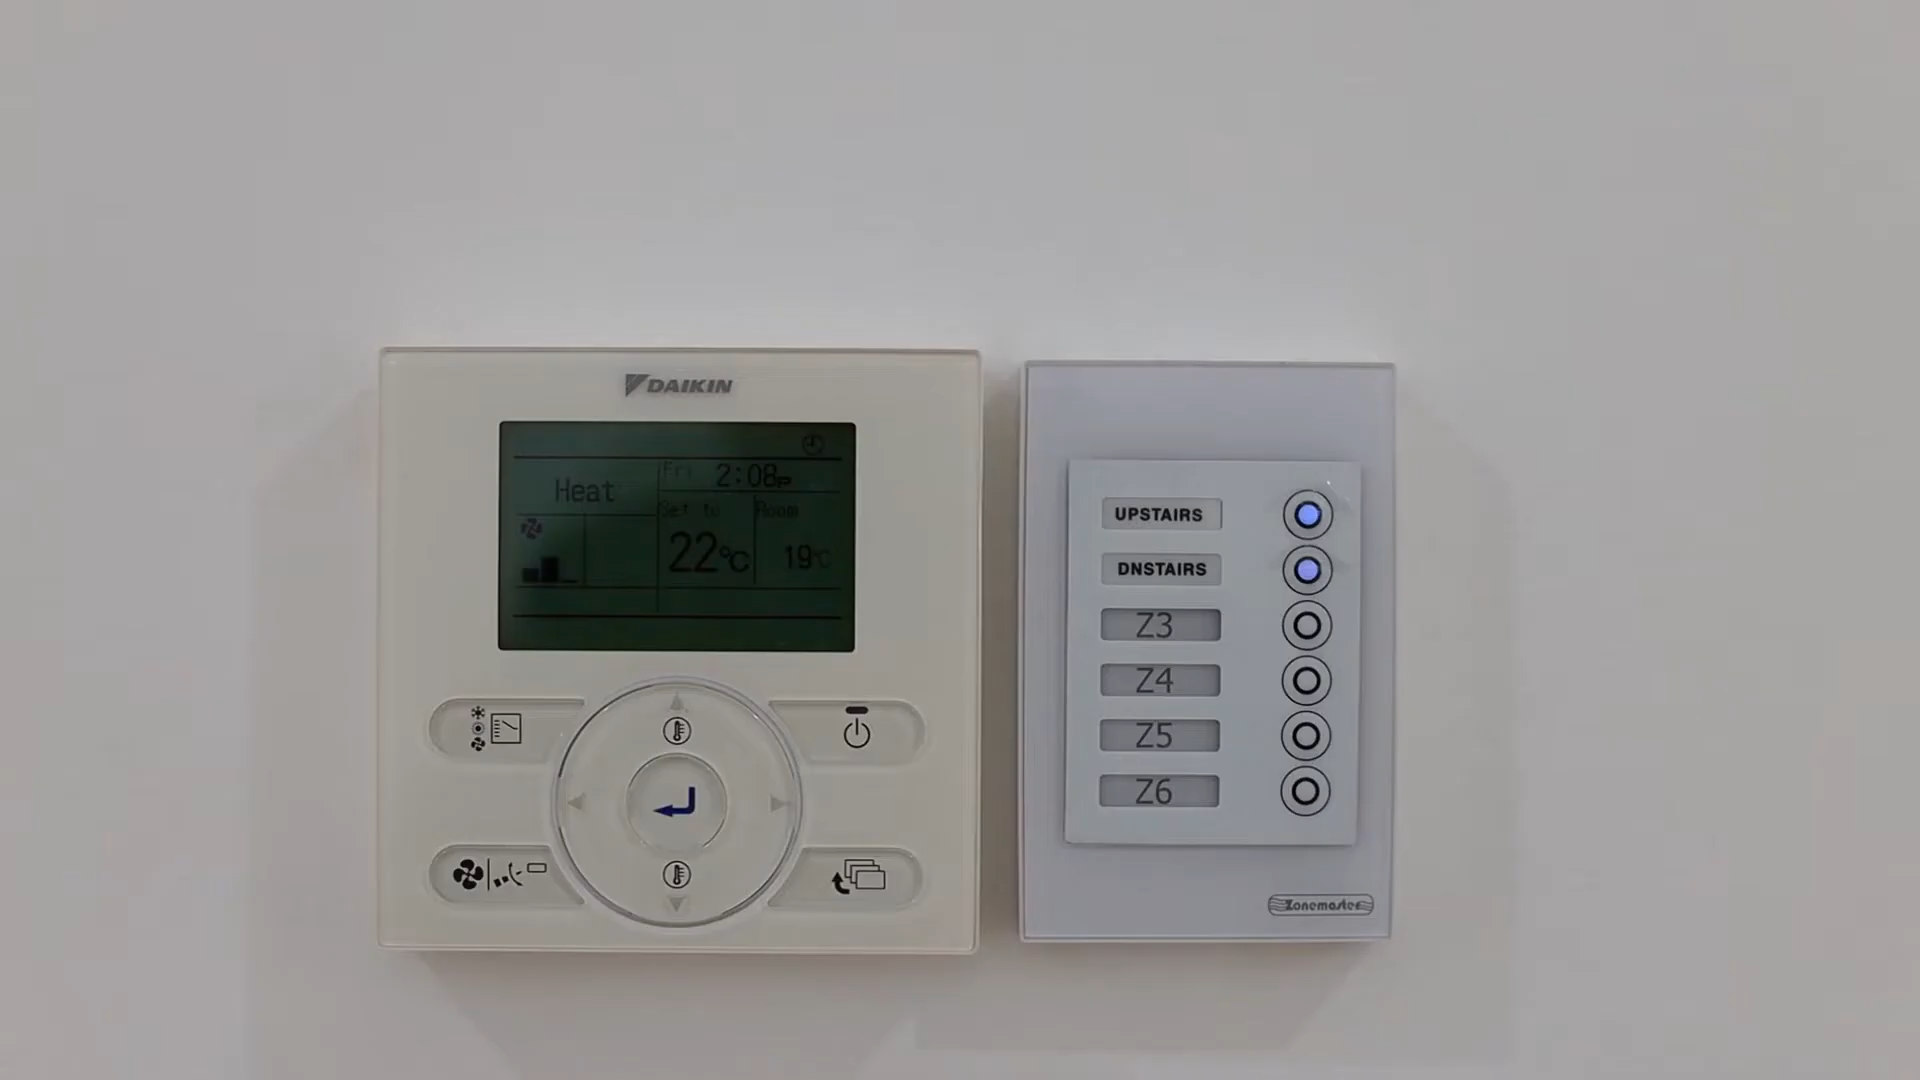 DAIKIN
Heat
Fri 2:08P
Set to Room
22°C 19°C
UPSTAIRS
DNSTAIRS
Z3
Z4
Z5
Z6
Zonemaster